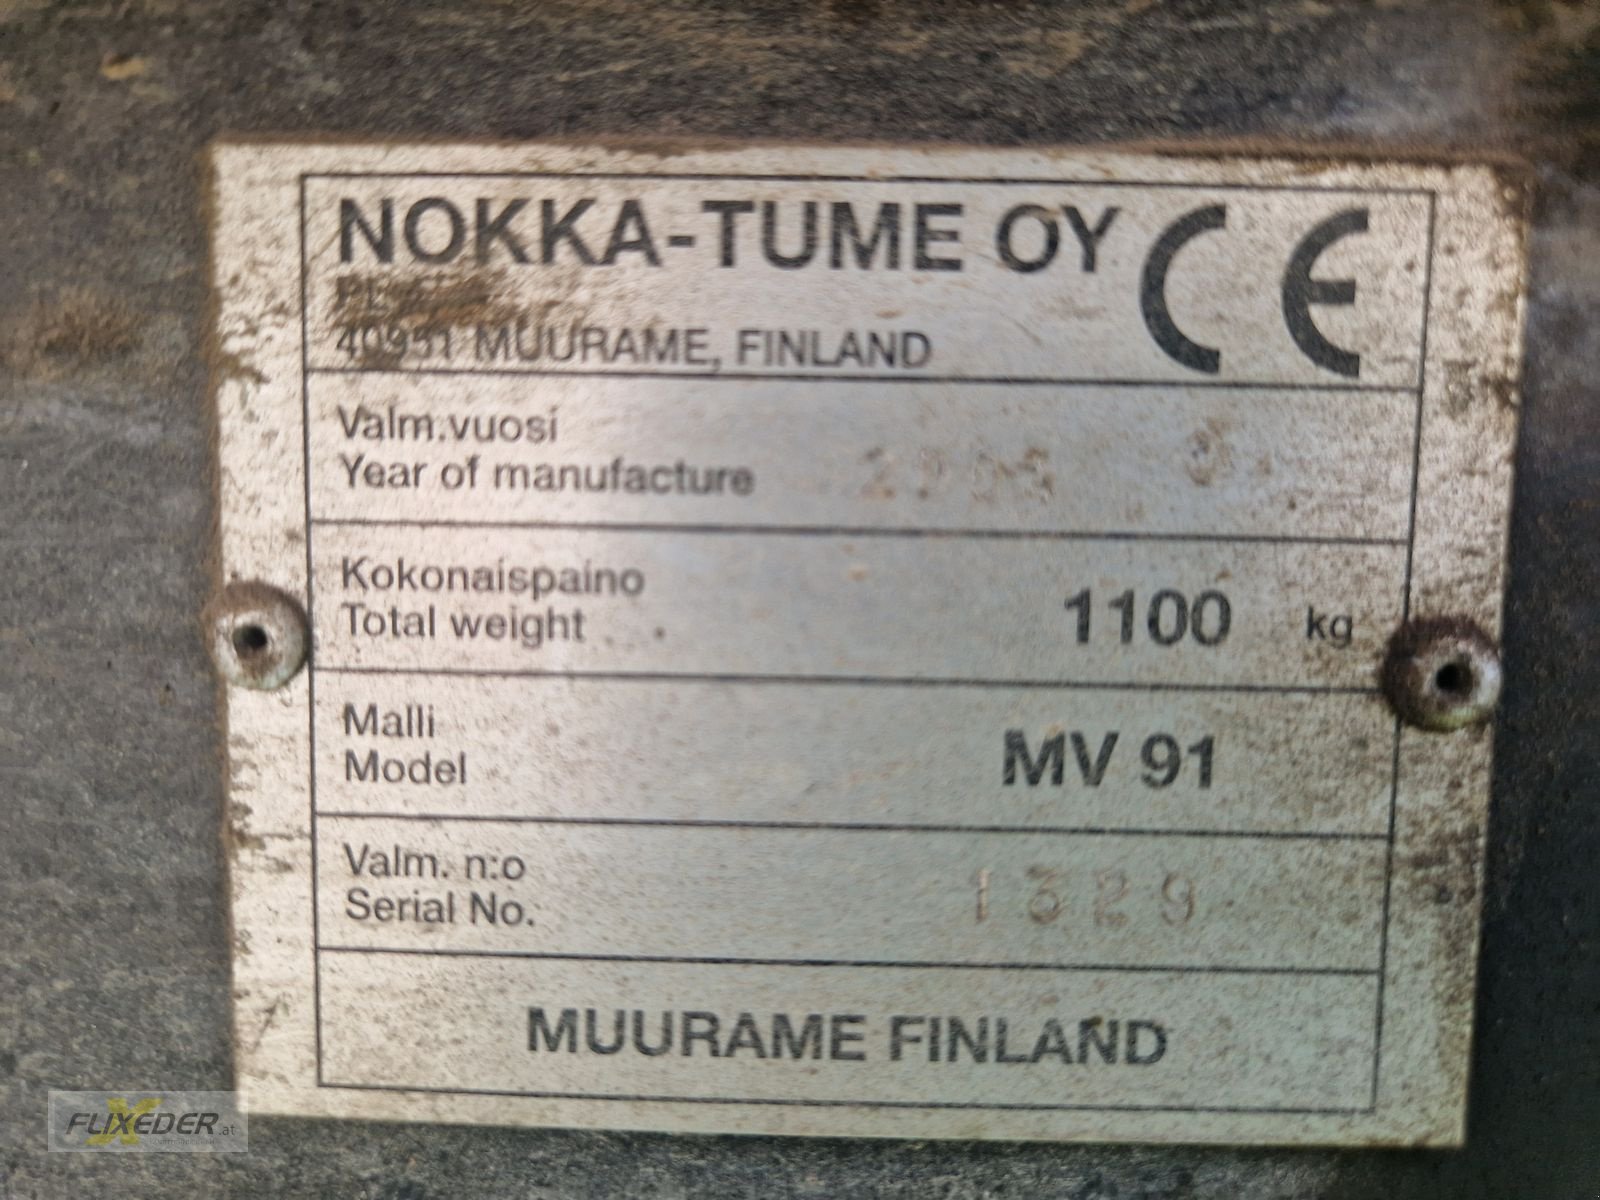 NOKKA-TUME OY CE
40951 MUURAME, FINLAND
Valm.vuosi
Year of manufacture
Kokonaispaino
Total weight 1100 kg
Malli
Model MV 91
Valm. n:o
Serial No. 1329
MUURAME FINLAND
FLIXEDER.at